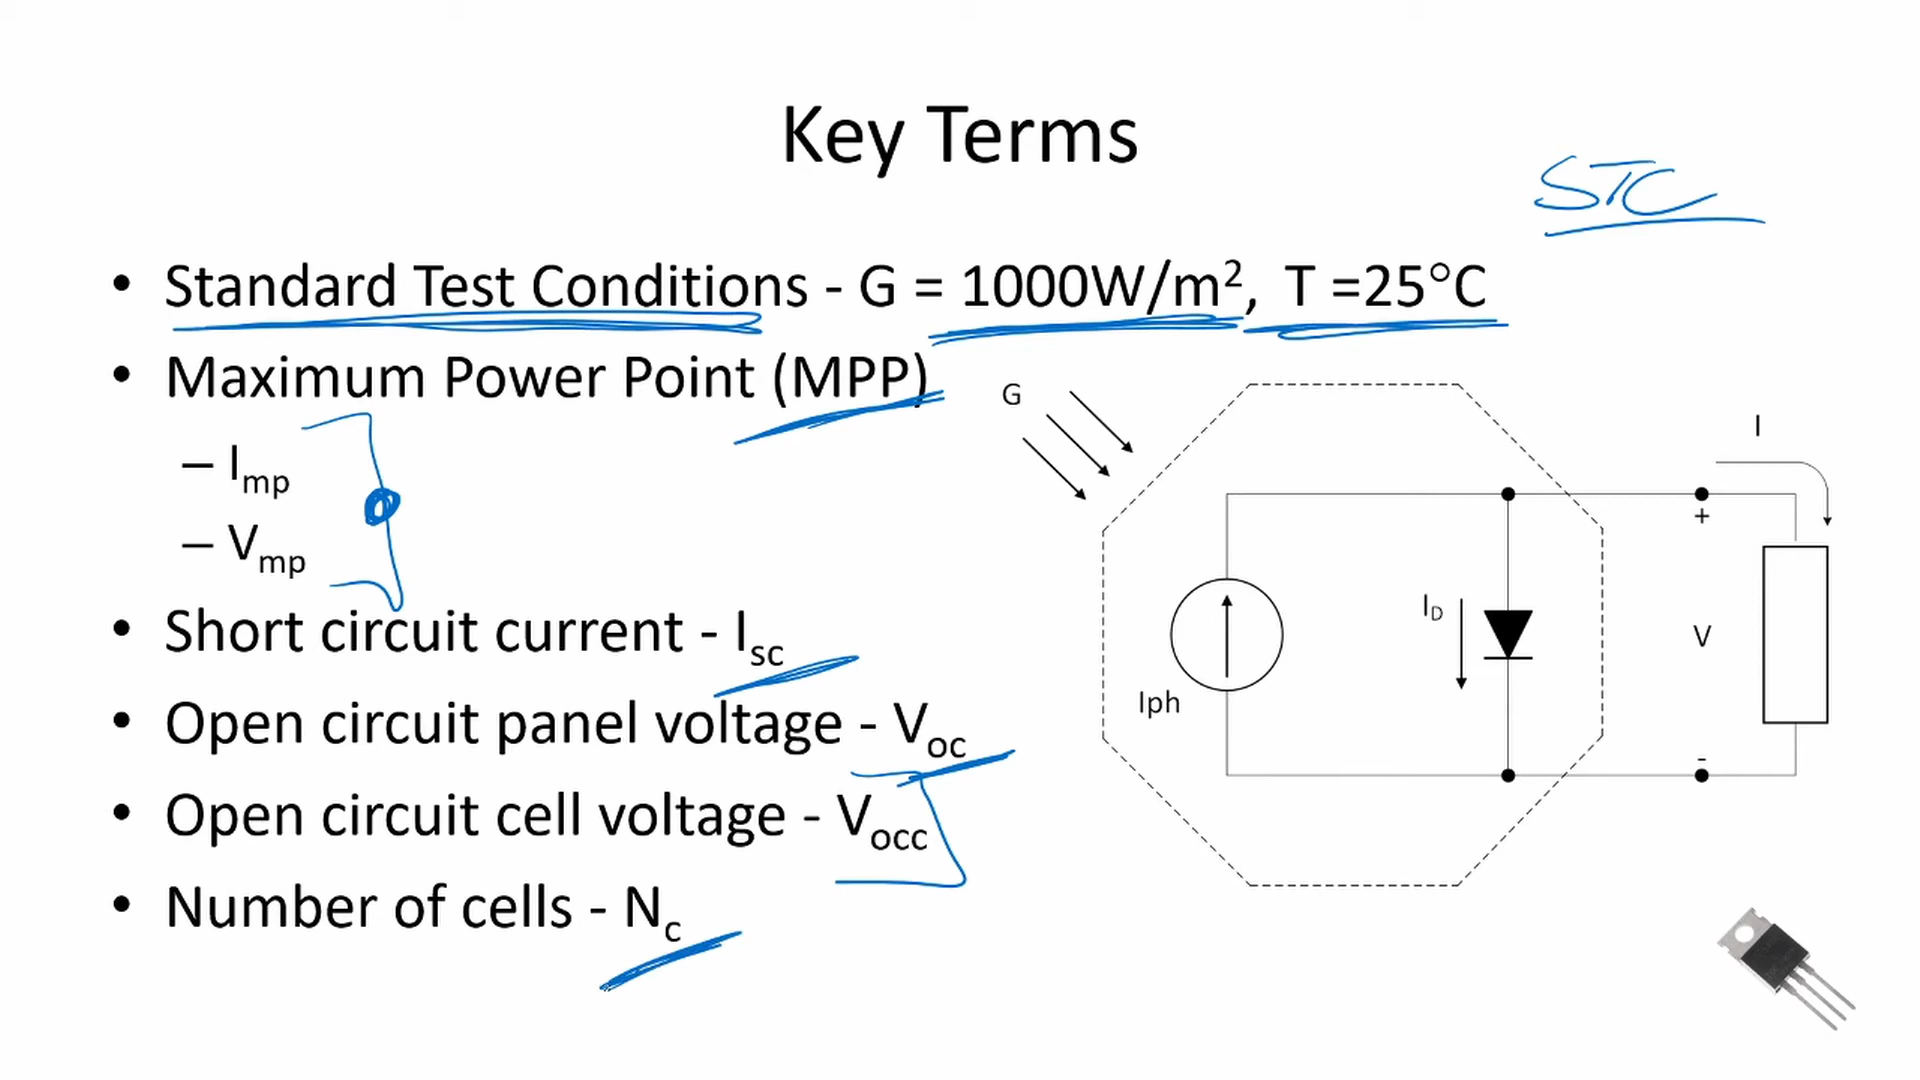 Key Terms
STC
• Standard Test Conditions - G = 1000W/m², T =25°C
• Maximum Power Point (MPP)
– Imp
– Vmp
• Short circuit current - Isc
• Open circuit panel voltage - Voc
• Open circuit cell voltage - Vocc
• Number of cells - Nc
G
I
+
ID
V
Iph
-